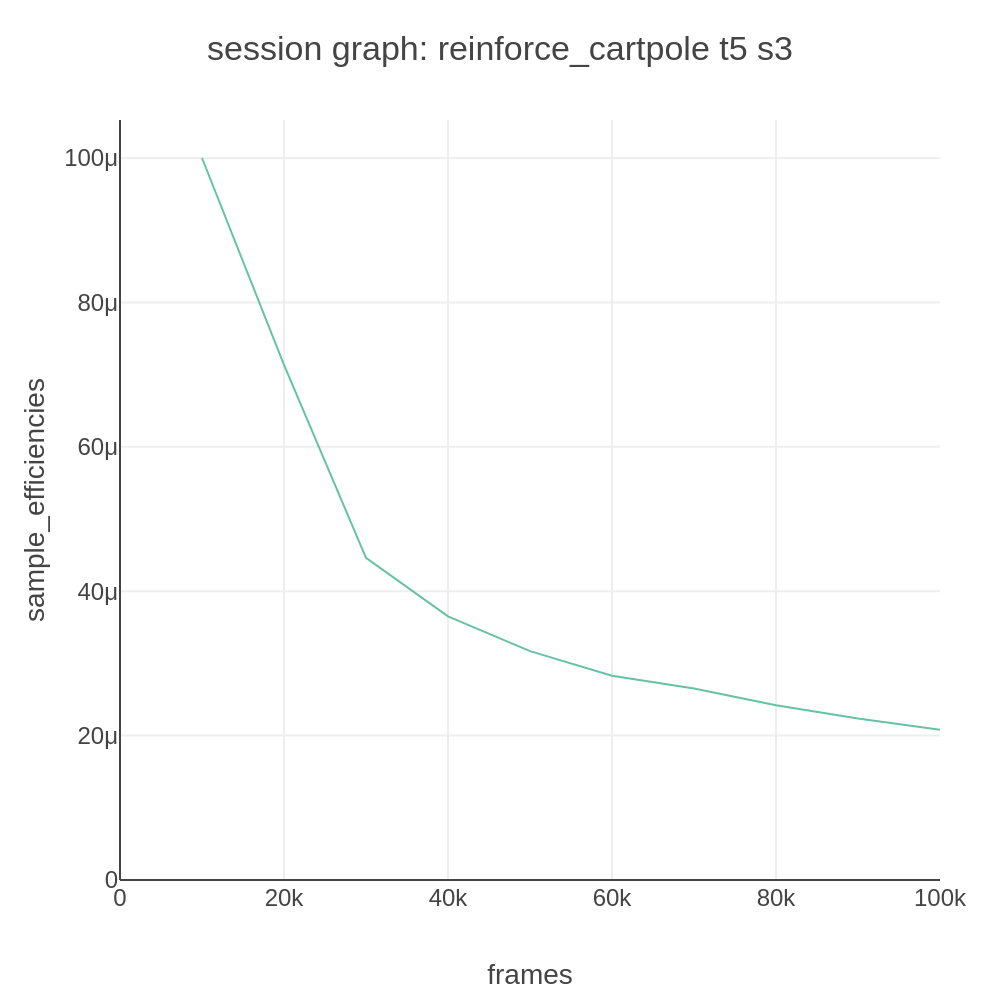 session graph: reinforce_cartpole t5 s3
100μ
80μ
60μ
40μ
20μ
0
0
20k
40k
60k
80k
100k
sample_efficiencies
frames